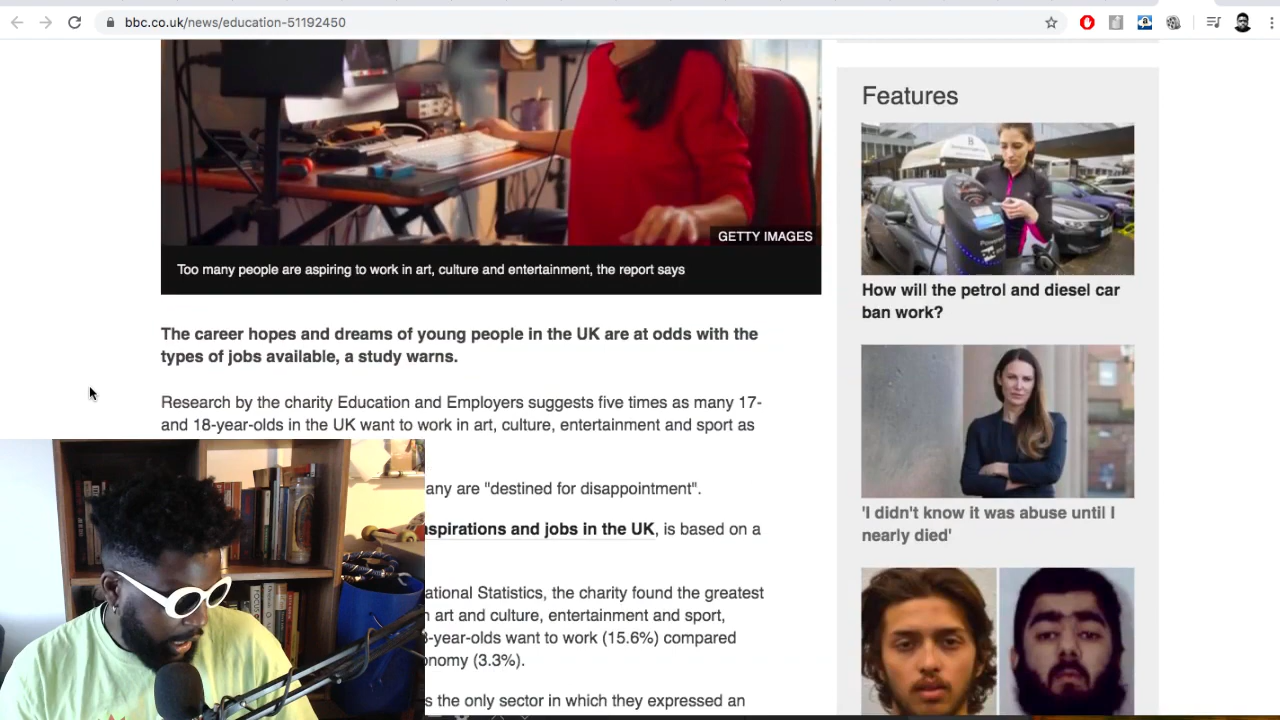 bbc.co.uk/news/education-51192450
GETTY IMAGES
Too many people are aspiring to work in art, culture and entertainment, the report says
The career hopes and dreams of young people in the UK are at odds with the
types of jobs available, a study warns.
Research by the charity Education and Employers suggests five times as many 17-
and 18-year-olds in the UK want to work in art, culture, entertainment and sport as
any are "destined for disappointment".
spirations and jobs in the UK, is based on a
ational Statistics, the charity found the greatest
art and culture, entertainment and sport,
-year-olds want to work (15.6%) compared
onomy (3.3%).
s the only sector in which they expressed an
Features
How will the petrol and diesel car
ban work?
'I didn't know it was abuse until I
nearly died'